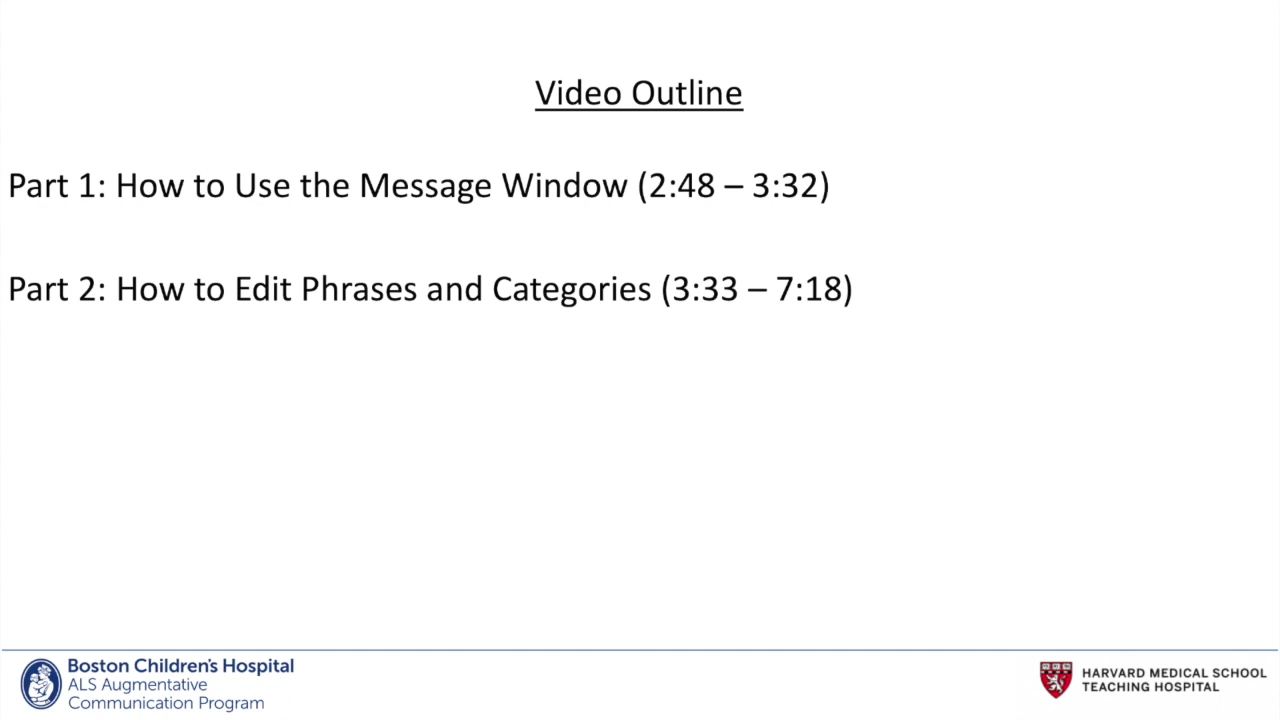 Video Outline
Part 1: How to Use the Message Window (2:48 – 3:32)
Part 2: How to Edit Phrases and Categories (3:33 – 7:18)
Boston Children's Hospital
ALS Augmentative
Communication Program
HARVARD MEDICAL SCHOOL
TEACHING HOSPITAL